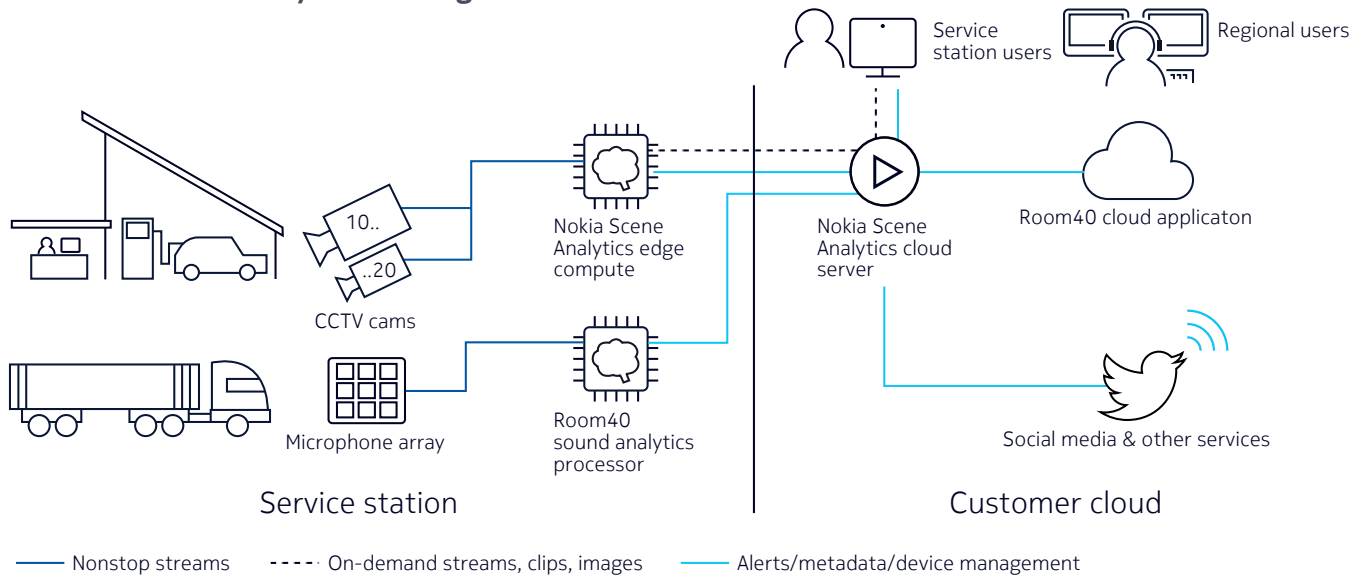 Service
station users
Regional users
10..
..20
CCTV cams
Nokia Scene
Analytics edge
compute
Nokia Scene
Analytics cloud
server
Room40 cloud applicaton
Microphone array
Room40
sound analytics
processor
Social media & other services
Service station
Customer cloud
Nonstop streams
On-demand streams, clips, images
Alerts/metadata/device management